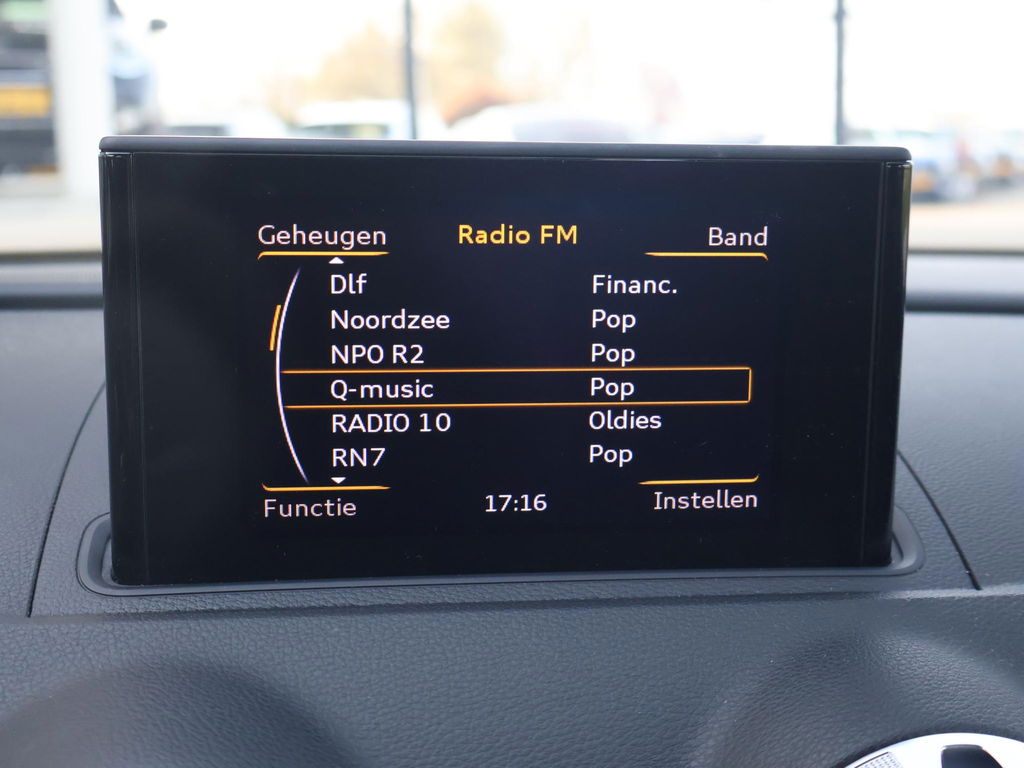 Geheugen Radio FM Band
Dlf Financ.
Noordzee Pop
NPO R2 Pop
Q-music Pop
RADIO 10 Oldies
RN7 Pop
Functie 17:16 Instellen